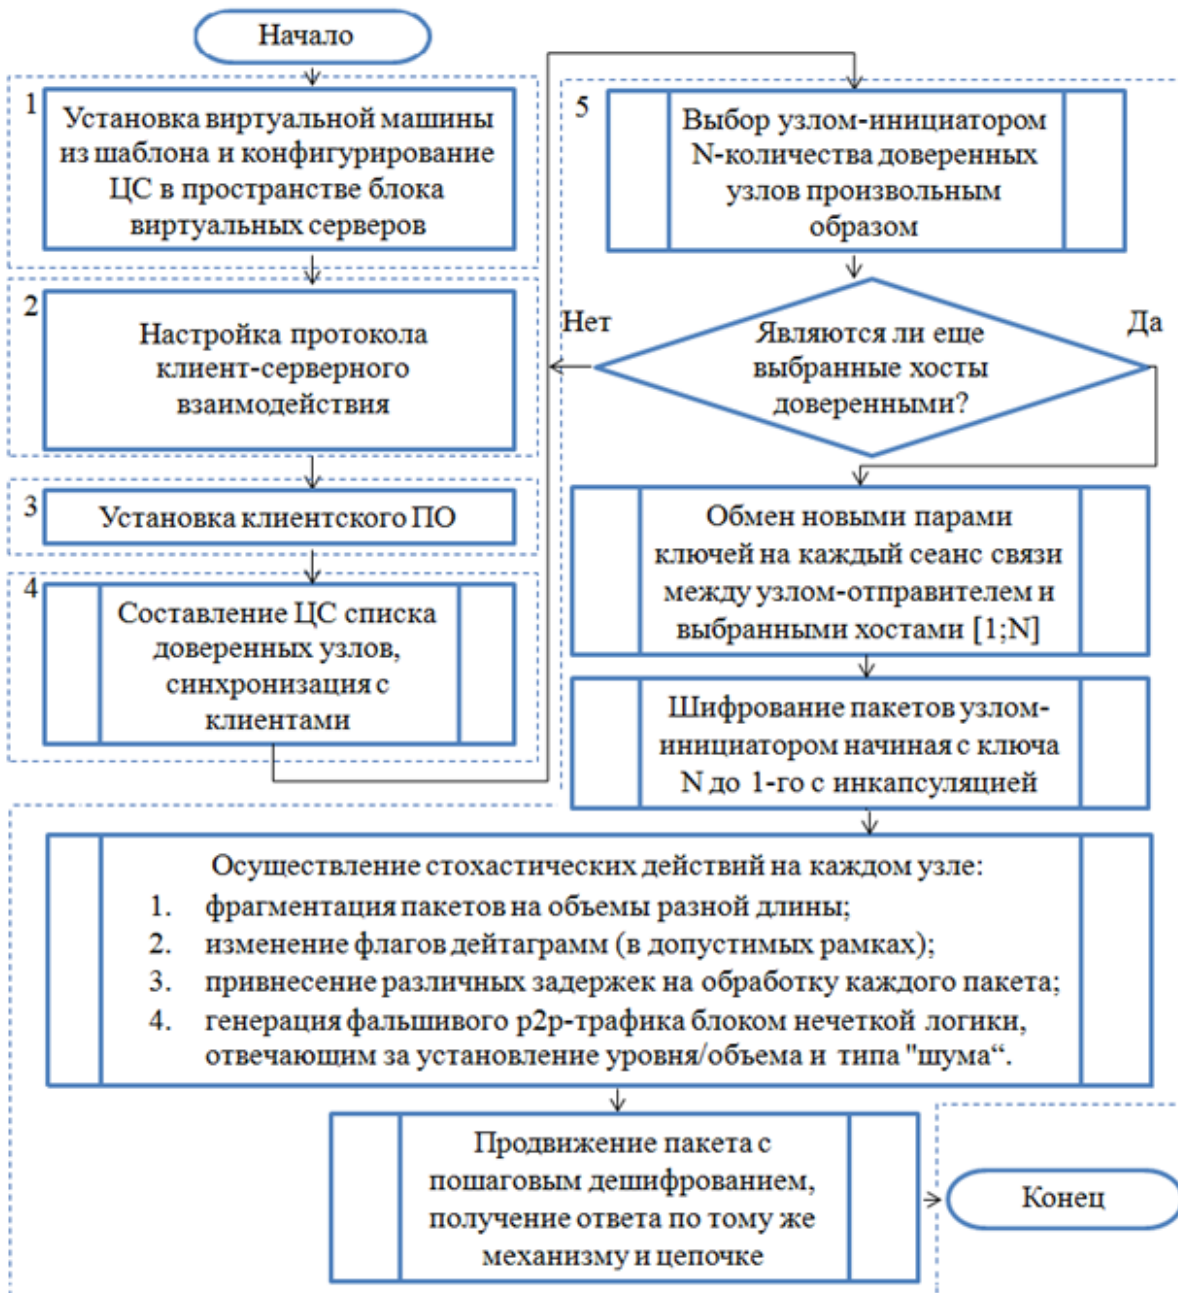 Начало
1
Установка виртуальной машины
из шаблона и конфигурирование
ЦС в пространстве блока
виртуальных серверов
2
Настройка протокола
клиент-серверного
взаимодействия
3
Установка клиентского ПО
4
Составление ЦС списка
доверенных узлов,
синхронизация с
клиентами
5
Выбор узлом-инициатором
N-количества доверенных
узлов произвольным
образом
Нет
Да
Являются ли еще
выбранные хосты
доверенными?
Обмен новыми парами
ключей на каждый сеанс связи
между узлом-отправителем и
выбранными хостами [1;N]
Шифрование пакетов узлом-
инициатором начиная с ключа
N до 1-го с инкапсуляцией
Осуществление стохастических действий на каждом узле:
1. фрагментация пакетов на объемы разной длины;
2. изменение флагов дейтаграмм (в допустимых рамках);
3. привнесение различных задержек на обработку каждого пакета;
4. генерация фальшивого p2p-трафика блоком нечеткой логики,
отвечающим за установление уровня/объема и типа "шума“.
Продвижение пакета с
пошаговым дешифрованием,
получение ответа по тому же
механизму и цепочке
Конец